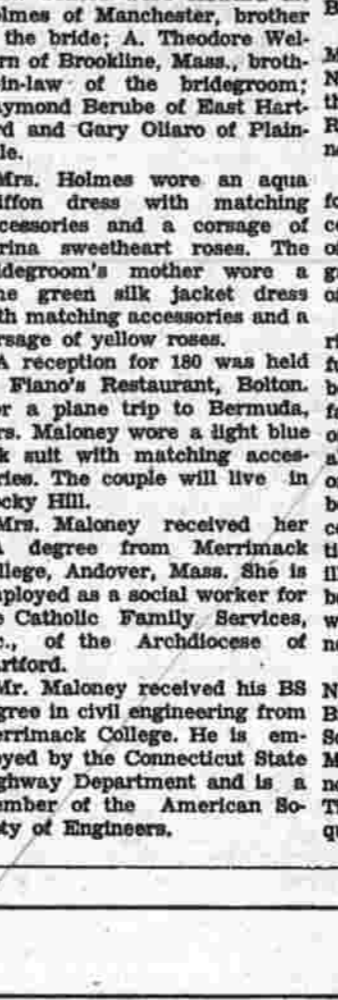 olmes of Manchester, brother
the bride; A. Theodore Wel-
rn of Brookline, Mass., broth-
in-law of the bridegroom;
aymond Berube of East Hart-
rd and Gary Oliaro of Plain-
le.
Mrs. Holmes wore an aqua
iffon dress with matching
ccessories and a corsage of
rina sweetheart roses. The
idegroom's mother wore a
ne green silk jacket dress
th matching accessories and a
rsage of yellow roses.
A reception for 180 was held
Fiano's Restaurant, Bolton.
r a plane trip to Bermuda,
rs. Maloney wore a light blue
k suit with matching acces-
ries. The couple will live in
cky Hill.
Mrs. Maloney received her
degree from Merrimack
llege, Andover, Mass. She is
ployed as a social worker for
e Catholic Family Services,
c., of the Archdiocese of
rtford.
Mr. Maloney received his BS
gree in civil engineering from
errimack College. He is em-
oyed by the Connecticut State
ghway Department and is a
ember of the American So-
ty of Engineers.